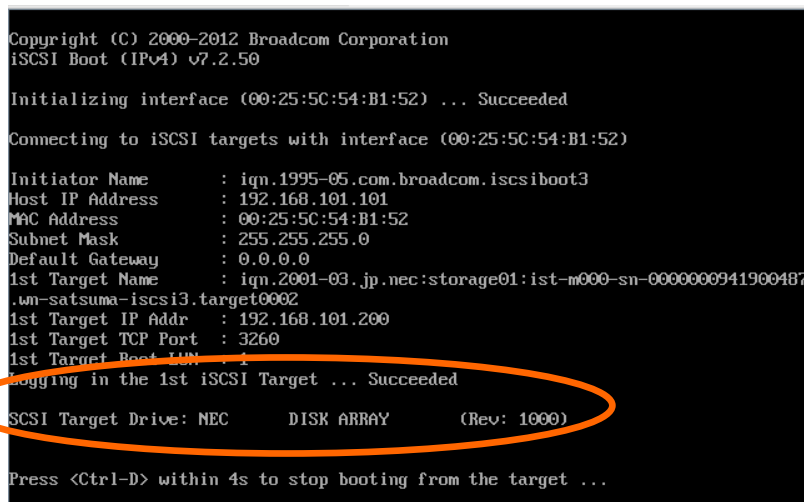 Copyright (C) 2000-2012 Broadcom Corporation
iSCSI Boot (IPv4) v7.2.50
Initializing interface (00:25:5C:54:B1:52) ... Succeeded
Connecting to iSCSI targets with interface (00:25:5C:54:B1:52)
Initiator Name : iqn.1995-05.com.broadcom.iscsiboot3
Host IP Address : 192.168.101.101
MAC Address : 00:25:5C:54:B1:52
Subnet Mask : 255.255.255.0
Default Gateway : 0.0.0.0
1st Target Name : iqn.2001-03.jp.nec:storage01:ist-m000-sn-0000000941900487
.wn-satsuma-iscsi3.target0002
1st Target IP Addr : 192.168.101.200
1st Target TCP Port : 3260
1st Target Boot LUN : 1
Logging in the 1st iSCSI Target ... Succeeded
SCSI Target Drive: NEC DISK ARRAY (Rev: 1000)
Press <Ctrl-D> within 4s to stop booting from the target ...